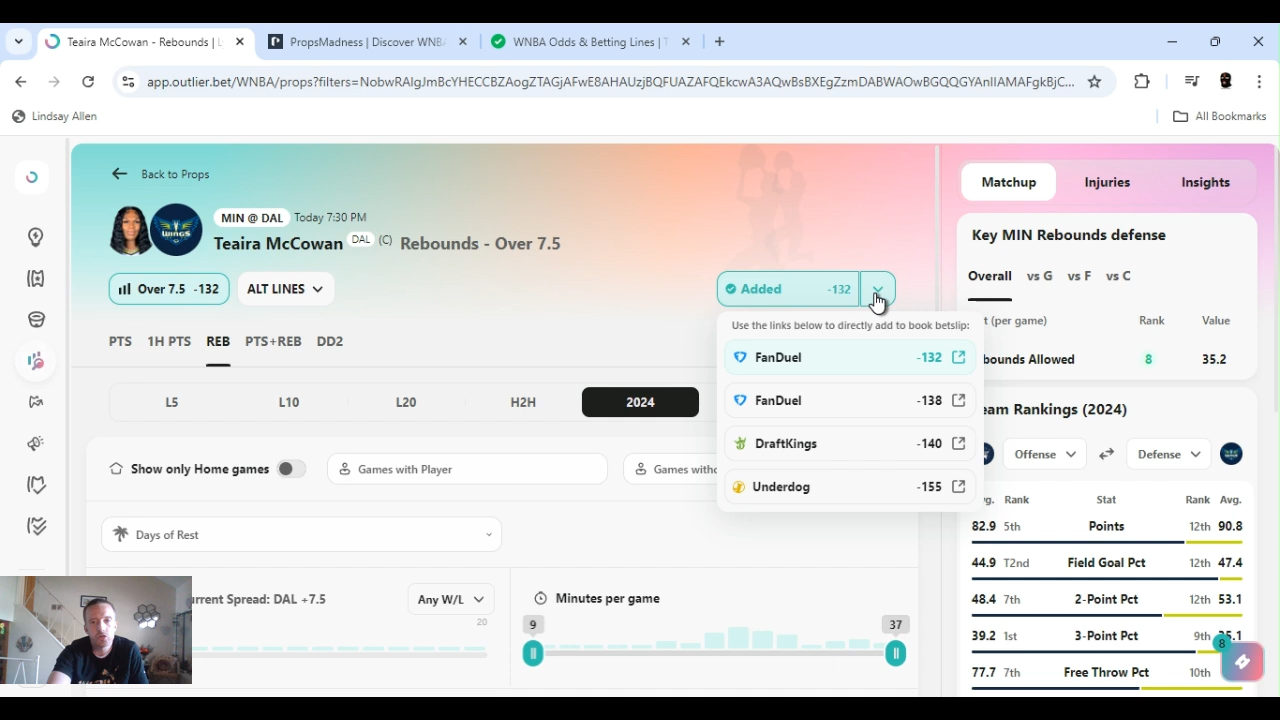 Teaira McCowan - Rebounds | L
PropsMadness | Discover WNB
WNBA Odds & Betting Lines | T
app.outlier.bet/WNBA/props?filters=NobwRAlgJmBcYHECCBZAogZTAGjAFwE8AHAUzjBQFUAZAFQEkcwA3AQwBsBXEgZzmDABWAOwBGQQGYAnIIAMAFgkBjC...
Lindsay Allen
All Bookmarks
Back to Props
MIN @ DAL Today 7:30 PM
WINGS
Teaira McCowan DAL (C) Rebounds - Over 7.5
Over 7.5 -132
ALT LINES
Added -132
Use the links below to directly add to book betslip:
FanDuel -132
FanDuel -138
DraftKings -140
Underdog -155
PTS 1H PTS REB PTS+REB DD2
L5 L10 L20 H2H 2024
Show only Home games
Games with Player
Games witho
Days of Rest
rrent Spread: DAL +7.5
Any W/L
20
Minutes per game
9
37
Matchup Injuries Insights
Key MIN Rebounds defense
Overall vs G vs F vs C
t (per game) Rank Value
bounds Allowed 8 35.2
eam Rankings (2024)
Offense
Defense
g. Rank Stat Rank Avg.
82.9 5th Points 12th 90.8
44.9 T2nd Field Goal Pct 12th 47.4
48.4 7th 2-Point Pct 12th 53.1
39.2 1st 3-Point Pct 9th 5.1
8
77.7 7th Free Throw Pct 10th